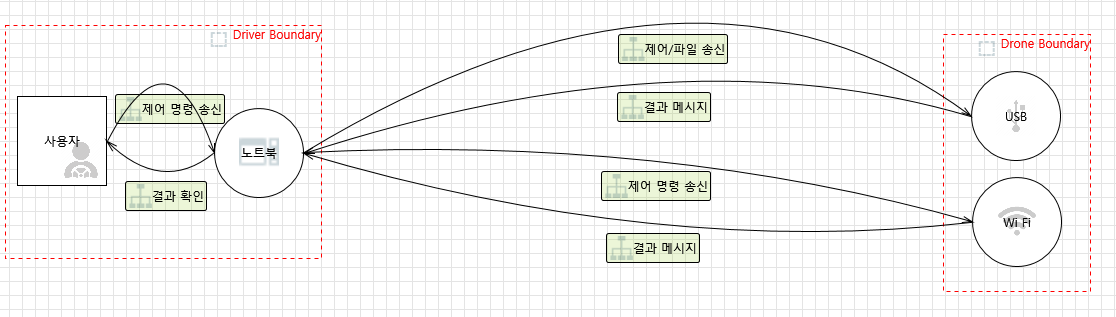 Driver Boundary
사용자
제어 명령 송신
결과 확인
노트북
제어/파일 송신
결과 메시지
제어 명령 송신
결과 메시지
Drone Boundary
USB
Wi Fi